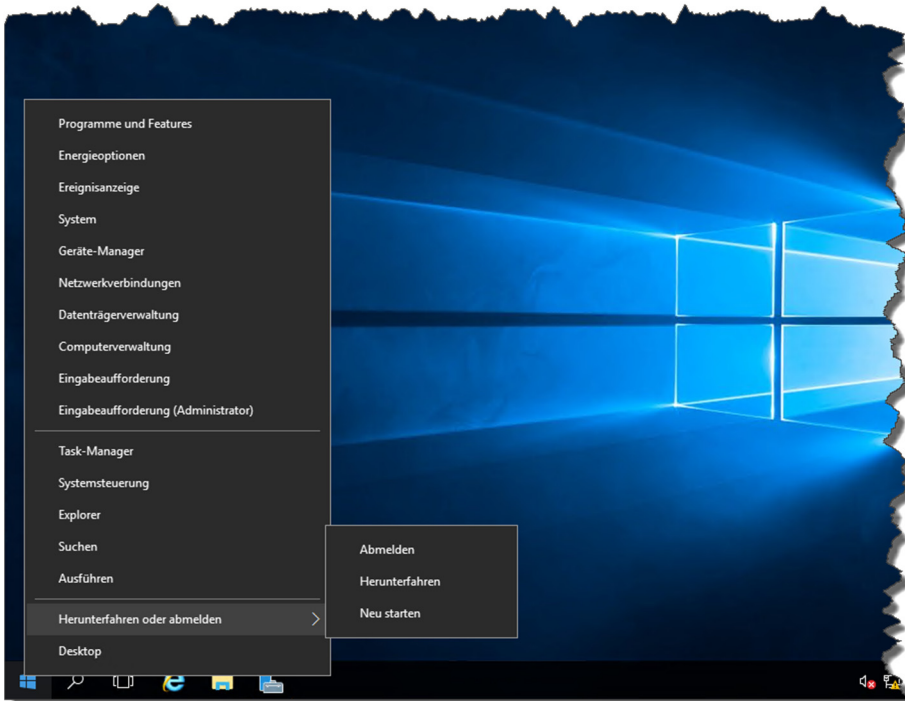 Programme und Features
Energieoptionen
Ereignisanzeige
System
Geräte-Manager
Netzwerkverbindungen
Datenträgerverwaltung
Computerverwaltung
Eingabeaufforderung
Eingabeaufforderung (Administrator)
Task-Manager
Systemsteuerung
Explorer
Suchen
Ausführen
Herunterfahren oder abmelden
Desktop
Abmelden
Herunterfahren
Neu starten